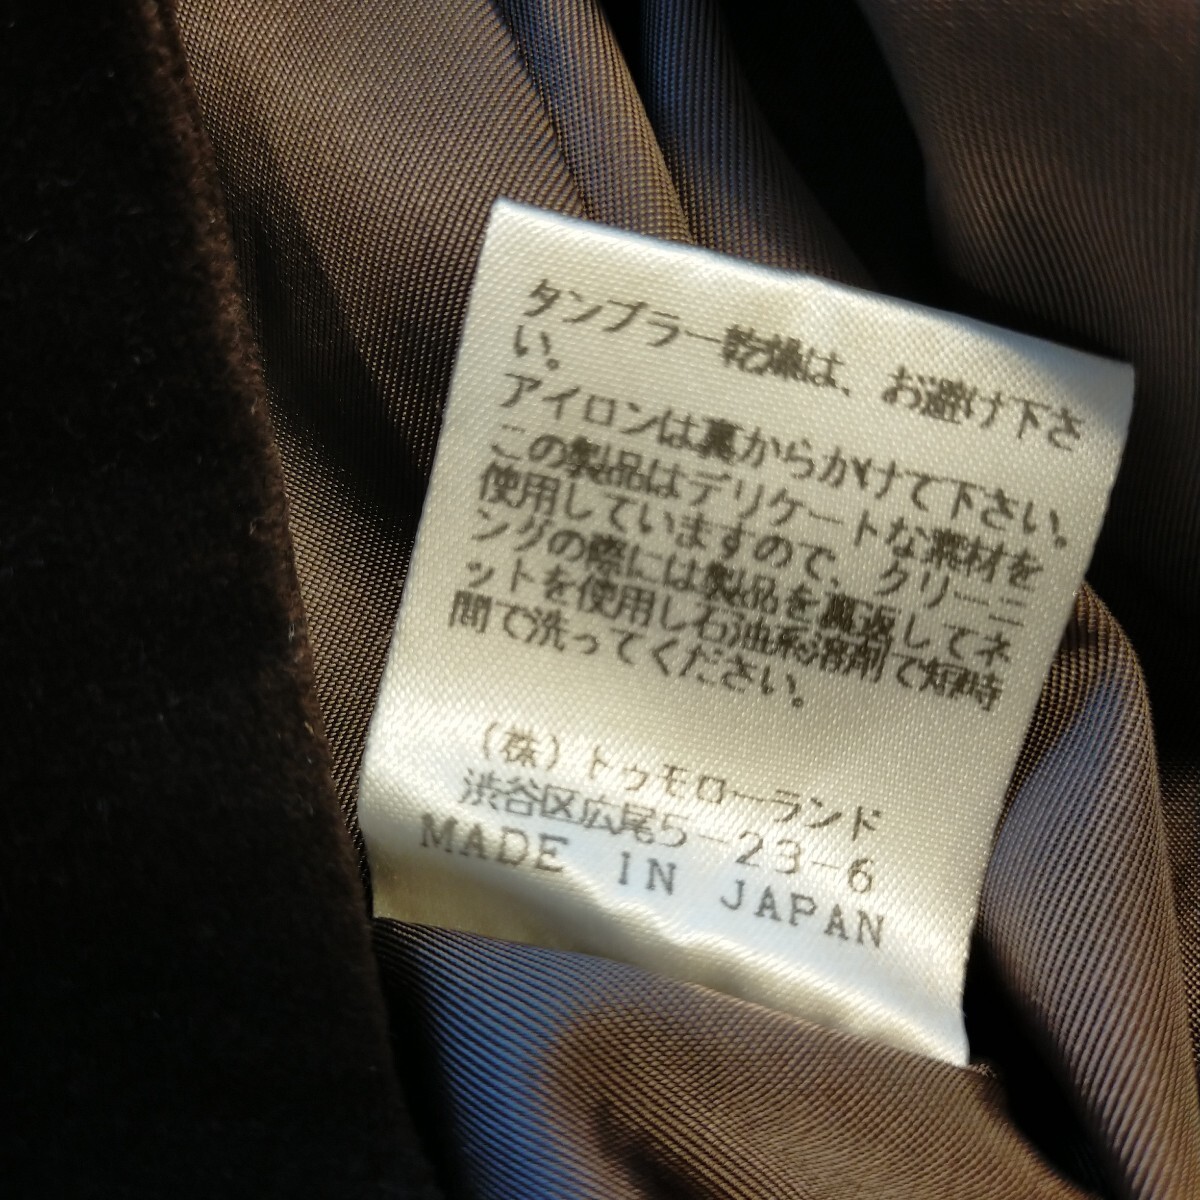 タンブラー乾燥は、お避け下さ
い。
アイロンは裏からかけて下さい。
この製品はデリケートな素材を
使用していますので、クリーニ
ングの際には製品を裏返してネ
ットを使用し石油系溶剤で短時
間で洗ってください。
(株)トゥモローランド
渋谷区広尾5-23-6
MADE IN JAPAN